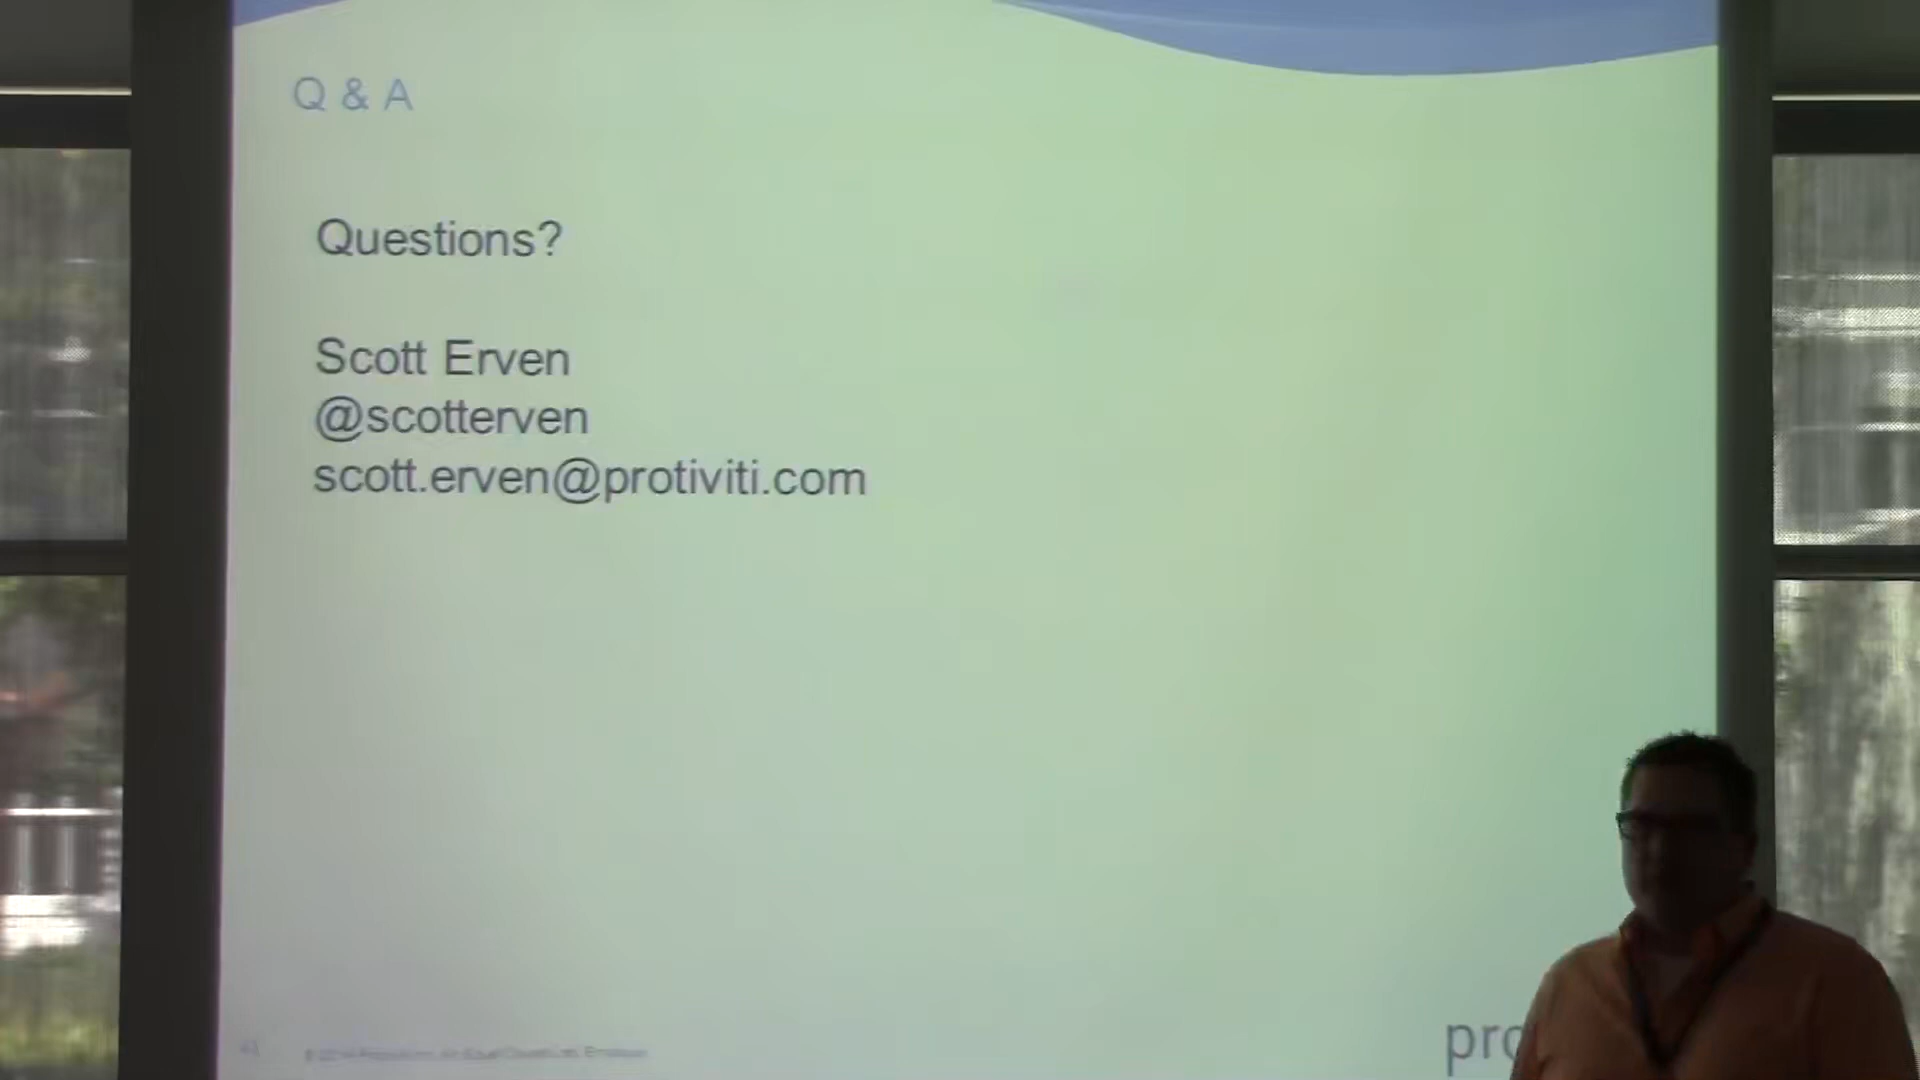 Q & A
Questions?
Scott Erven
@scotterven
scott.erven@protiviti.com
pro